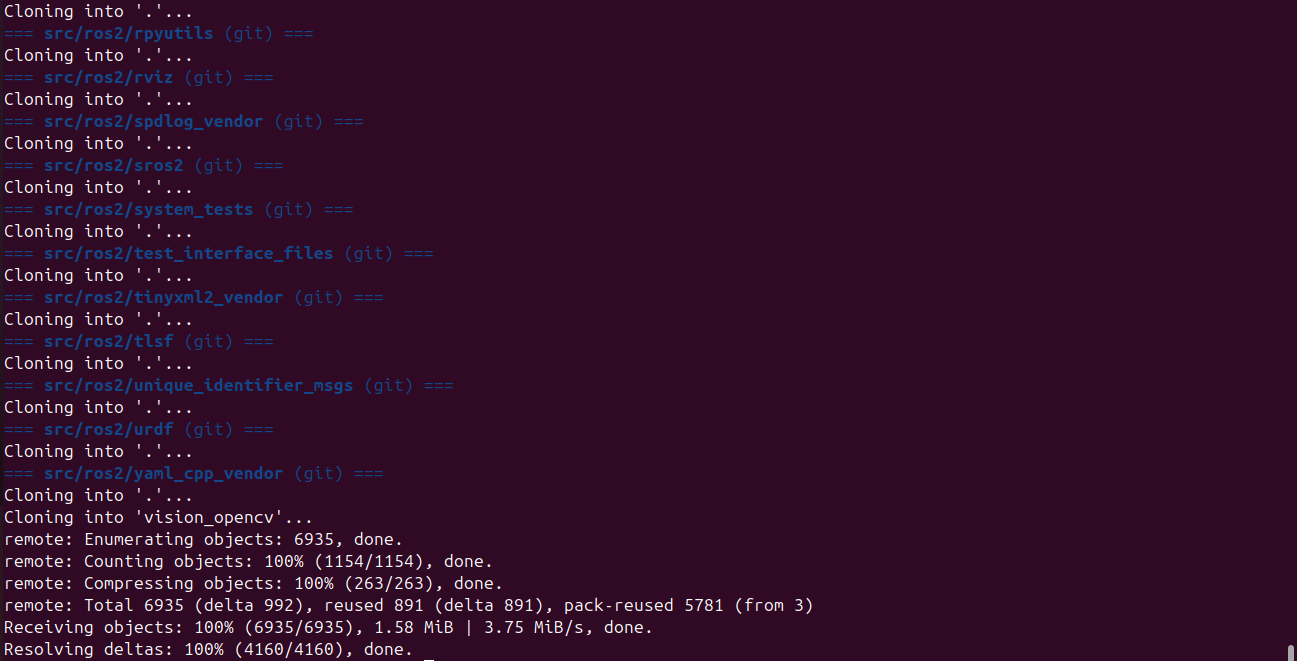 Cloning into '.'...
=== src/ros2/rpyutils (git) ===
Cloning into '.'...
=== src/ros2/rviz (git) ===
Cloning into '.'...
=== src/ros2/spdlog_vendor (git) ===
Cloning into '.'...
=== src/ros2/sros2 (git) ===
Cloning into '.'...
=== src/ros2/system_tests (git) ===
Cloning into '.'...
=== src/ros2/test_interface_files (git) ===
Cloning into '.'...
=== src/ros2/tinyxml2_vendor (git) ===
Cloning into '.'...
=== src/ros2/tlsf (git) ===
Cloning into '.'...
=== src/ros2/unique_identifier_msgs (git) ===
Cloning into '.'...
=== src/ros2/urdf (git) ===
Cloning into '.'...
=== src/ros2/yaml_cpp_vendor (git) ===
Cloning into '.'...
Cloning into 'vision_opencv'...
remote: Enumerating objects: 6935, done.
remote: Counting objects: 100% (1154/1154), done.
remote: Compressing objects: 100% (263/263), done.
remote: Total 6935 (delta 992), reused 891 (delta 891), pack-reused 5781 (from 3)
Receiving objects: 100% (6935/6935), 1.58 MiB | 3.75 MiB/s, done.
Resolving deltas: 100% (4160/4160), done.